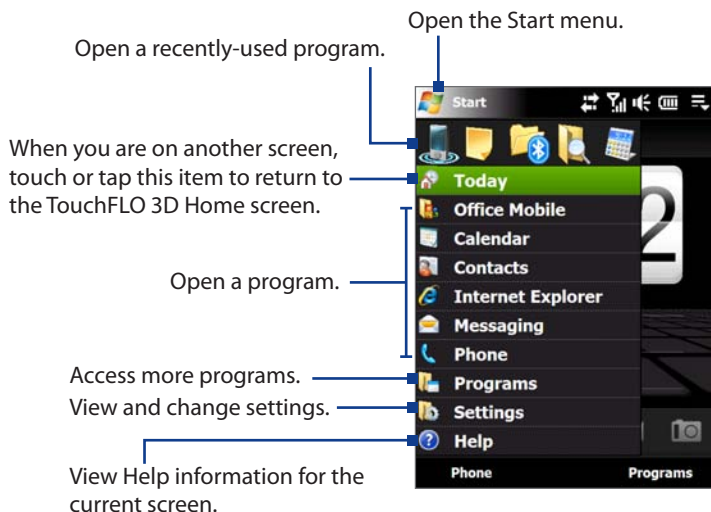 Open the Start menu.
Open a recently-used program.
Start
When you are on another screen,
touch or tap this item to return to
the TouchFLO 3D Home screen.
Today
Office Mobile
Calendar
Contacts
Open a program.
Internet Explorer
Messaging
Phone
Access more programs.
Programs
View and change settings.
Settings
Help
View Help information for the
current screen.
Phone
Programs
2